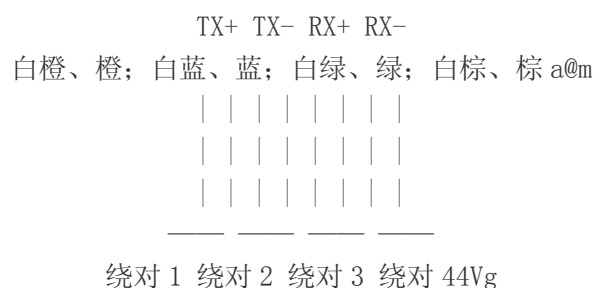 TX+ TX- RX+ RX-
白橙、橙；白蓝、蓝；白绿、绿；白棕、棕 a@m
| | | | | | | |
| | | | | | | |
| | | | | | | |
—— —— —— ——
绕对 1 绕对 2 绕对 3 绕对 44Vg